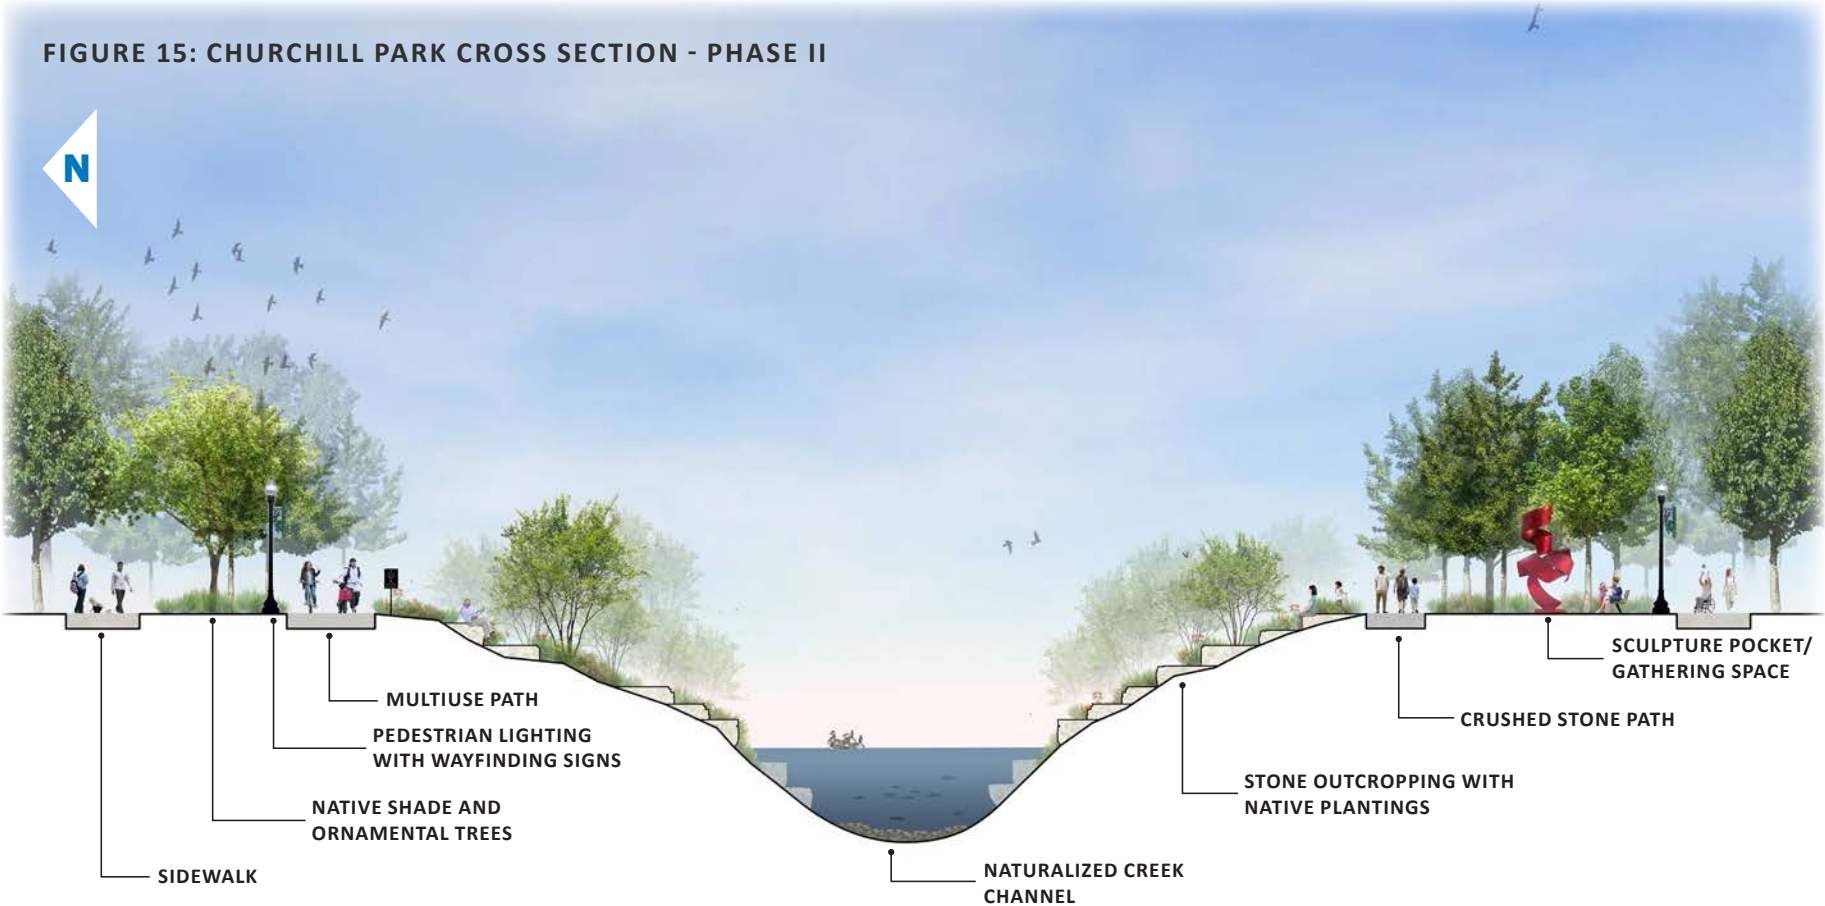 FIGURE 15: CHURCHILL PARK CROSS SECTION - PHASE II
N
SCULPTURE POCKET/
GATHERING SPACE
MULTIUSE PATH
CRUSHED STONE PATH
PEDESTRIAN LIGHTING
WITH WAYFINDING SIGNS
STONE OUTCROPPING WITH
NATIVE PLANTINGS
NATIVE SHADE AND
ORNAMENTAL TREES
SIDEWALK
NATURALIZED CREEK
CHANNEL